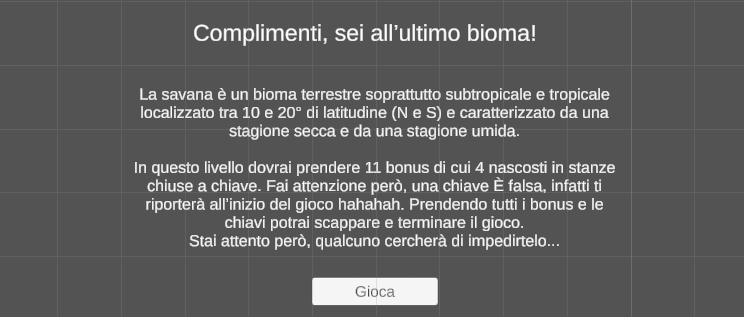 Complimenti, sei all’ultimo bioma!
La savana è un bioma terrestre soprattutto subtropicale e tropicale
localizzato tra 10 e 20° di latitudine (N e S) e caratterizzato da una
stagione secca e da una stagione umida.
In questo livello dovrai prendere 11 bonus di cui 4 nascosti in stanze
chiuse a chiave. Fai attenzione però, una chiave È falsa, infatti ti
riporterà all'inizio del gioco hahahah. Prendendo tutti i bonus e le
chiavi potrai scappare e terminare il gioco.
Stai attento però, qualcuno cercherà di impedirtelo...
Gioca